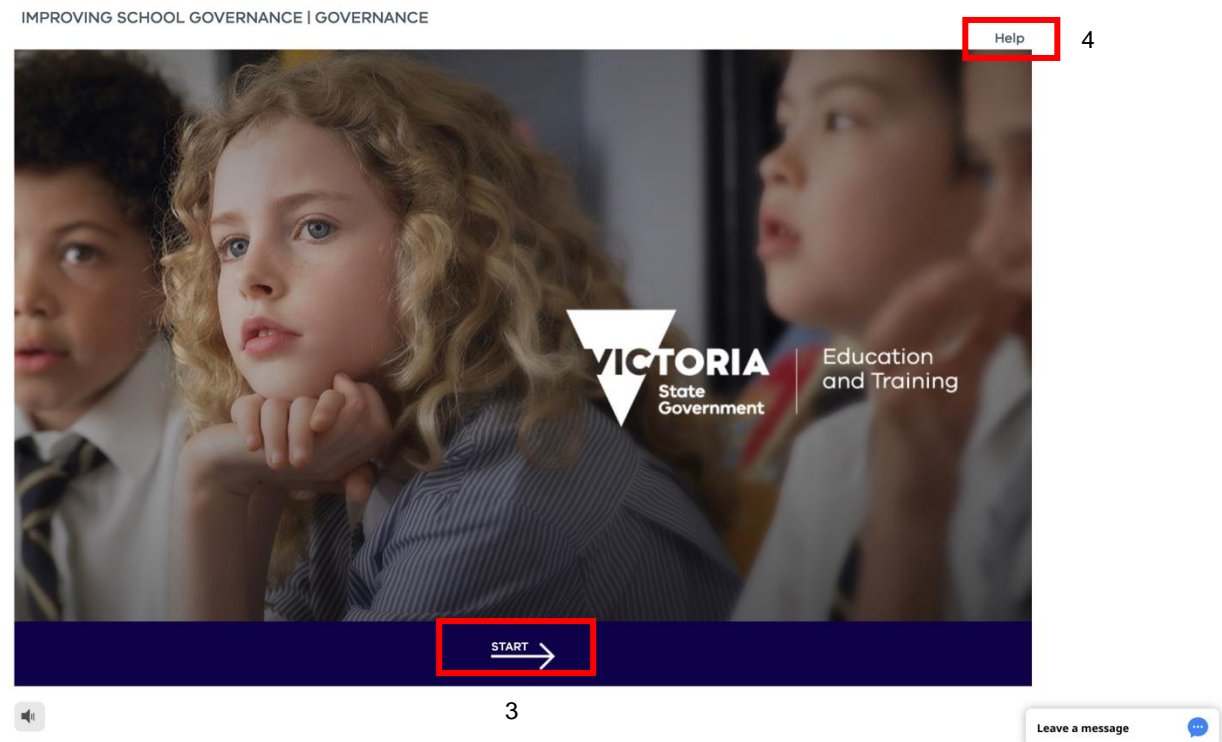 IMPROVING SCHOOL GOVERNANCE | GOVERNANCE
Help
4
VICTORIA
State
Government
Education
and Training
START
3
Leave a message